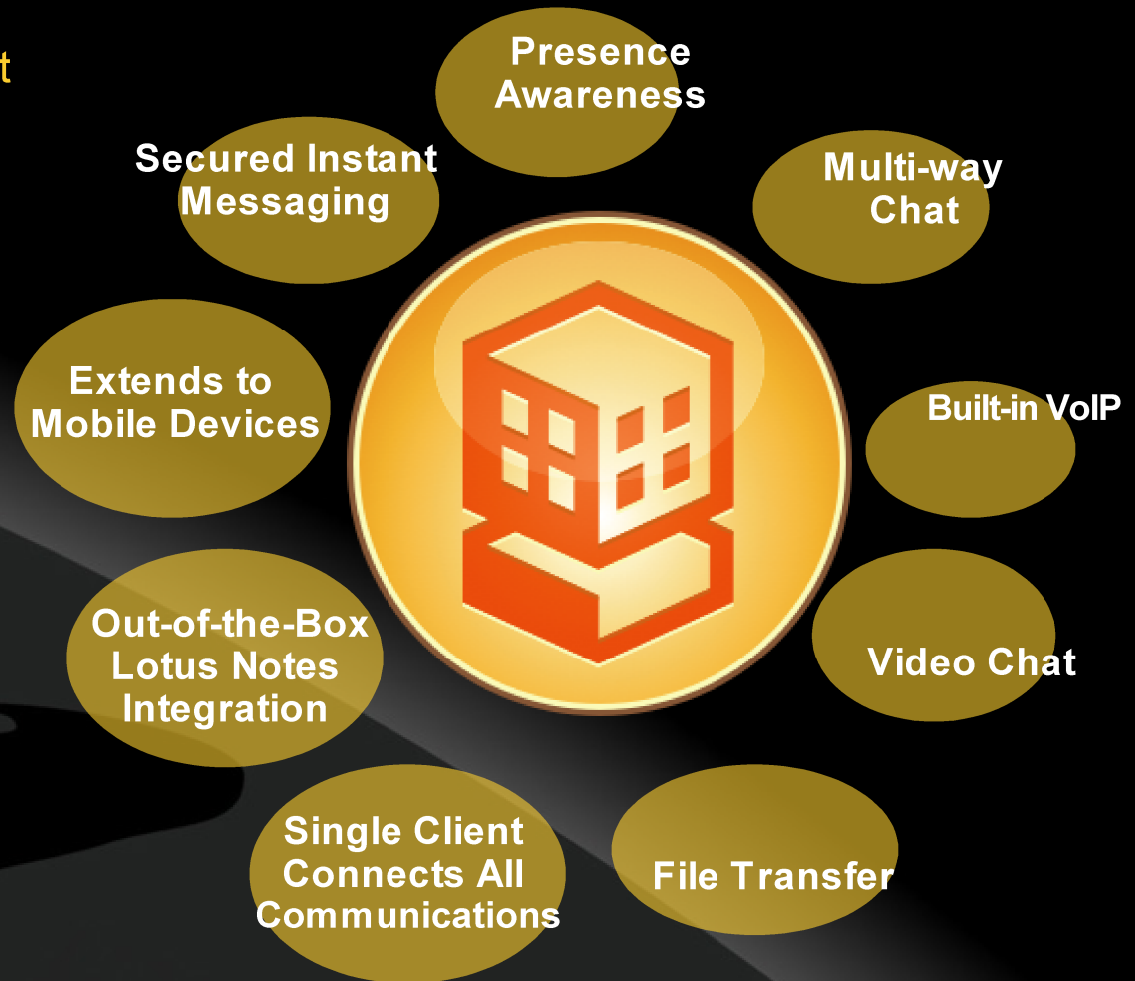 t
Presence
Awareness
Secured Instant
Messaging
Multi-way
Chat
Extends to
Mobile Devices
Built-in VoIP
Out-of-the-Box
Lotus Notes
Integration
Video Chat
Single Client
Connects All
Communications
File Transfer